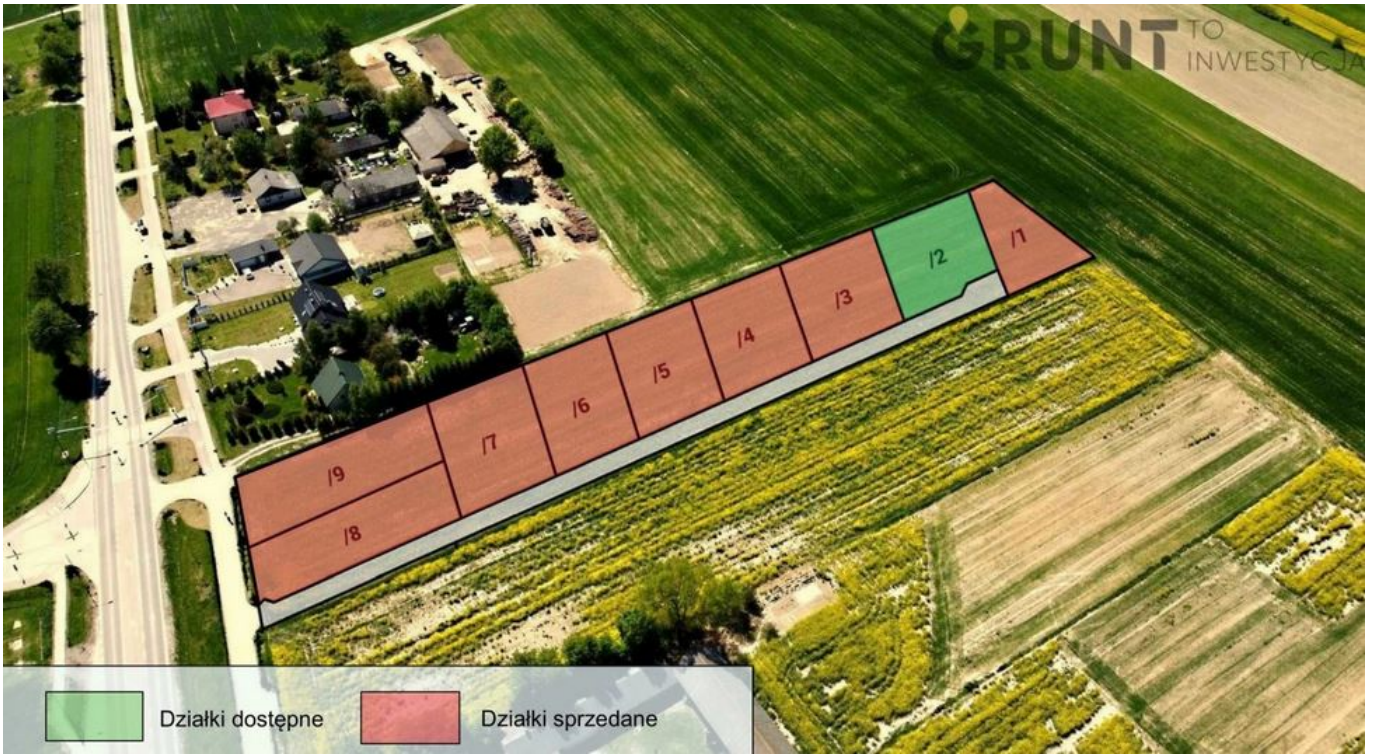 GRUNT TO
INWESTYCJA
/1
/2
/3
/4
/5
/6
/7
/9
/8
Działki dostępne
Działki sprzedane